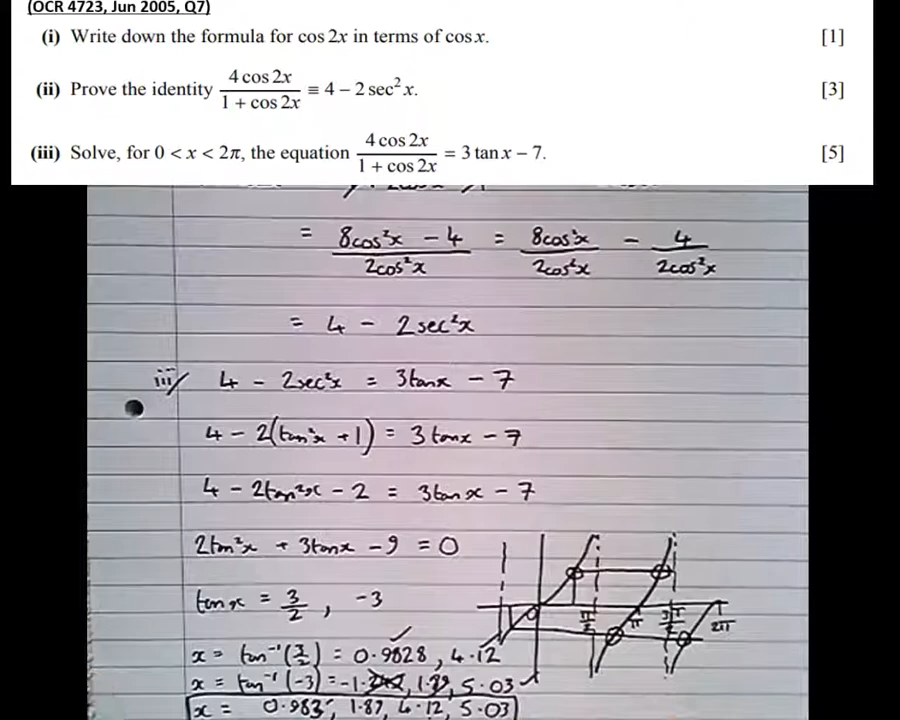 (OCR 4723, Jun 2005, Q7)
(i) Write down the formula for cos 2x in terms of cos x. [1]
(ii) Prove the identity 4 cos 2x / 1 + cos 2x ≡ 4 − 2 sec²x. [3]
(iii) Solve, for 0 < x < 2π, the equation 4 cos 2x / 1 + cos 2x = 3 tan x − 7. [5]
= 8cos²x − 4 / 2cos²x = 8cos²x / 2cos²x − 4 / 2cos²x
= 4 − 2sec²x
iii/ 4 − 2sec²x = 3tanx − 7
4 − 2(tan²x + 1) = 3tanx − 7
4 − 2tan²x − 2 = 3tanx − 7
2tan²x + 3tanx − 9 = 0
tanx = 3/2, −3
π/2 π 3π/2 2π
x = tan⁻¹(3/2) = 0.9828, 4.12
x = tan⁻¹(−3) = −1. , 1.89, 5.03
x = 0.983, 1.87, 4.12, 5.03